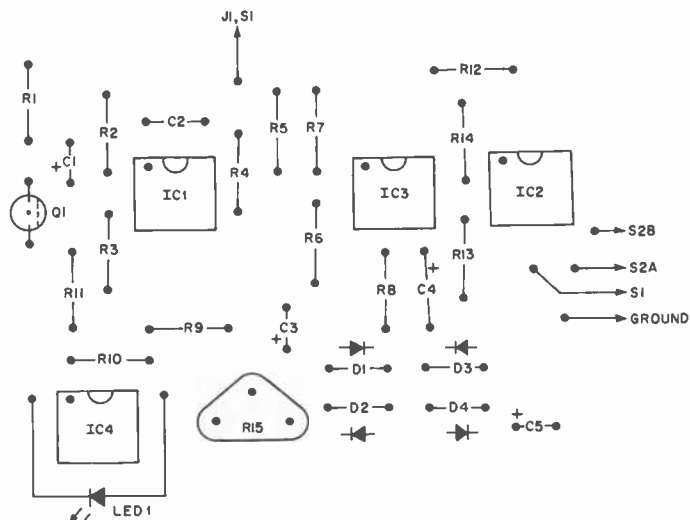 J1, S1
R1
R2
C2
R5
R7
R12
C1
+
R4
R14
IC1
IC3
IC2
Q1
R3
R6
R13
S2B
S2A
S1
GROUND
R11
R8
C4
+
R9
C3
+
R10
D1
D3
D2
D4
R15
IC4
C5
+
LED1